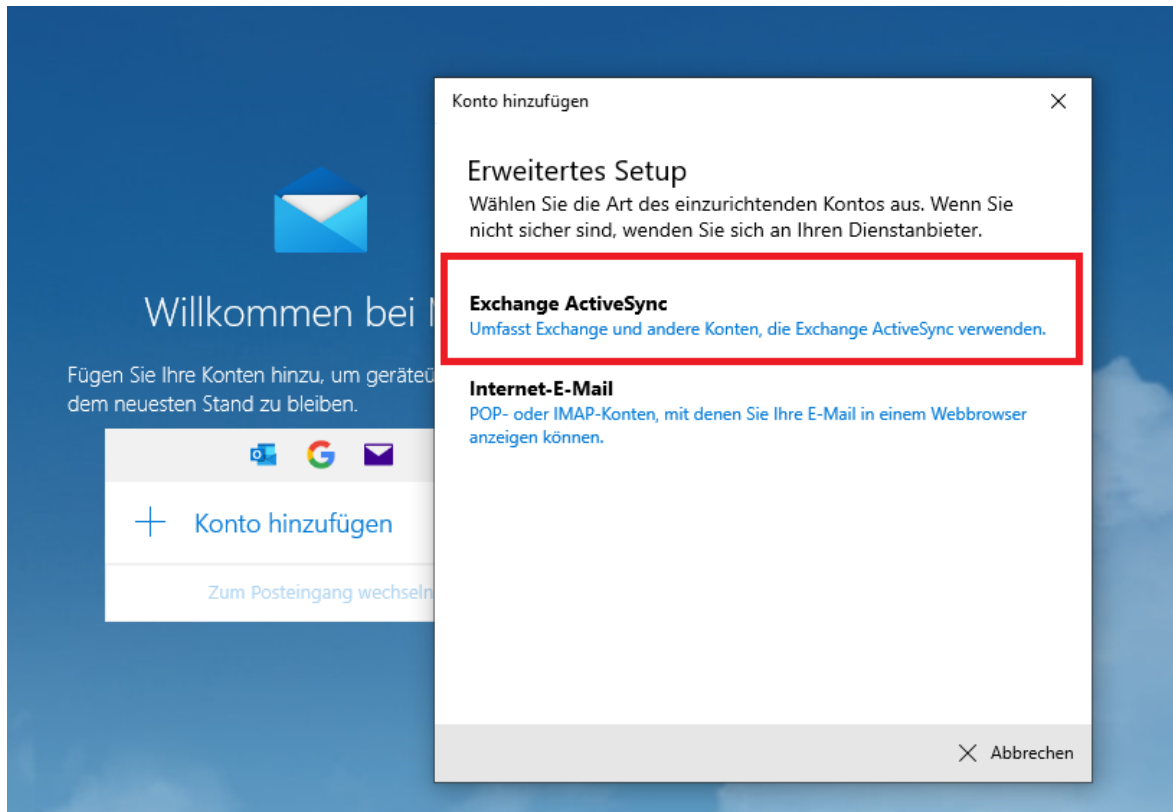 Konto hinzufügen
Erweitertes Setup
Wählen Sie die Art des einzurichtenden Kontos aus. Wenn Sie
nicht sicher sind, wenden Sie sich an Ihren Dienstanbieter.
Exchange ActiveSync
Umfasst Exchange und andere Konten, die Exchange ActiveSync verwenden.
Internet-E-Mail
POP- oder IMAP-Konten, mit denen Sie Ihre E-Mail in einem Webbrowser
anzeigen können.
Abbrechen
Willkommen bei
Fügen Sie Ihre Konten hinzu, um
dem neuesten Stand zu bleiben.
Konto hinzufügen
Zum Posteingang wechseln